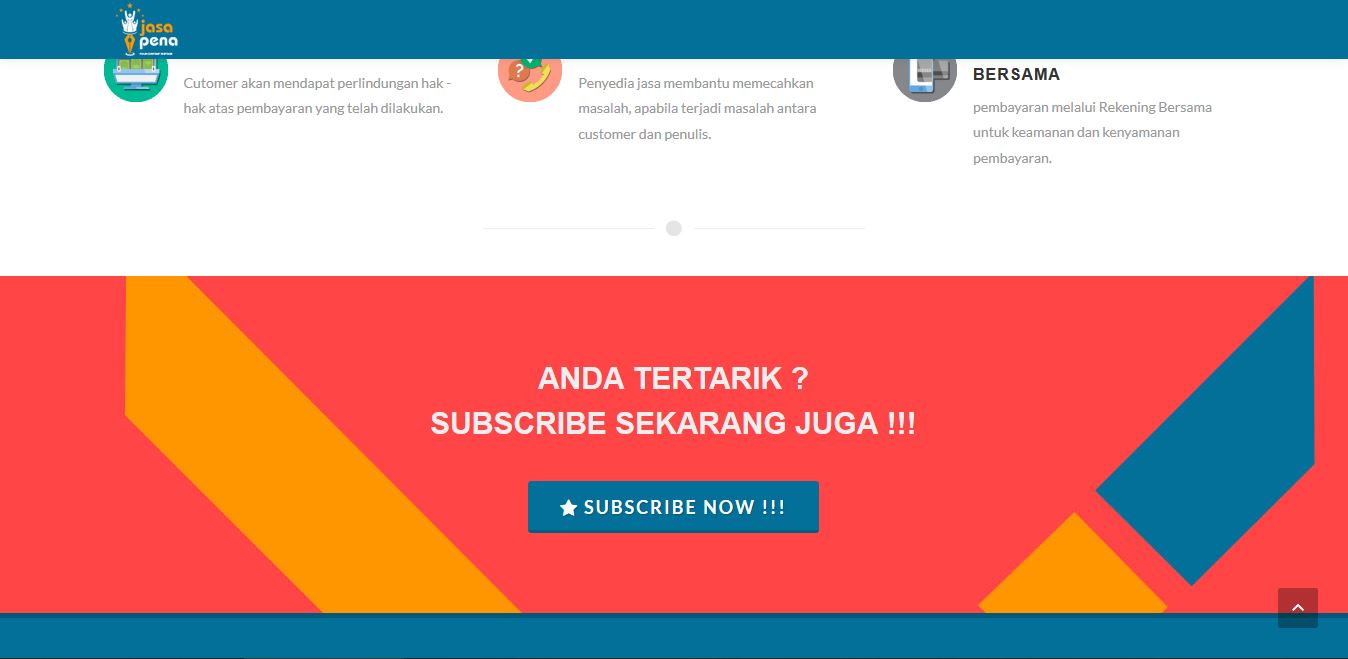 jasa
pena
Cutomer akan mendapat perlindungan hak -
hak atas pembayaran yang telah dilakukan.
Penyedia jasa membantu memecahkan
masalah, apabila terjadi masalah antara
customer dan penulis.
BERSAMA
pembayaran melalui Rekening Bersama
untuk keamanan dan kenyamanan
pembayaran.
ANDA TERTARIK ?
SUBSCRIBE SEKARANG JUGA !!!
SUBSCRIBE NOW !!!